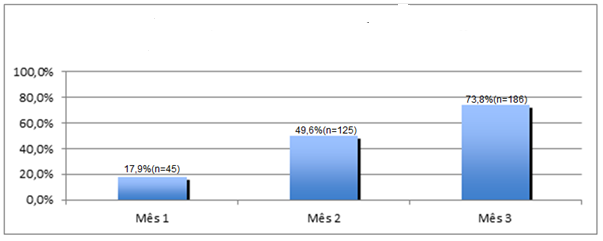 100,0%
80,0%
60,0%
40,0%
20,0%
0,0%
17,9%(n=45)
49,6%(n=125)
73,8%(n=186)
Mês 1
Mês 2
Mês 3